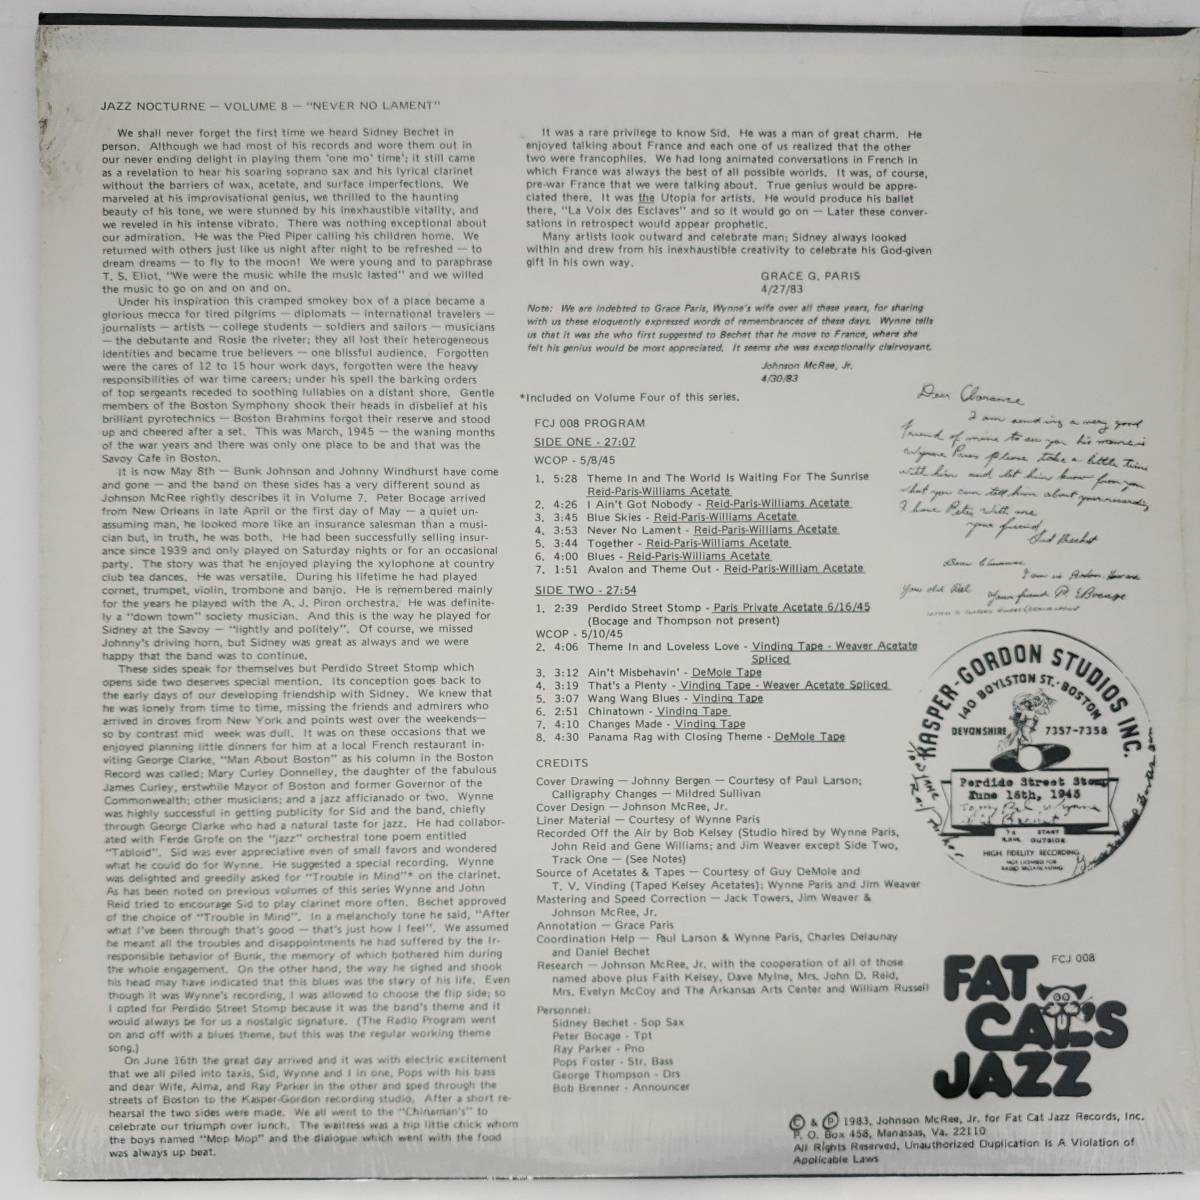 JAZZ NOCTURNE — VOLUME 8 — "NEVER NO LAMENT"
We shall never forget the first time we heard Sidney Bechet in
person. Although we had most of his records and wore them out in
our never ending delight in playing them 'one mo' time'; it still came
as a revelation to hear his soaring soprano sax and his lyrical clarinet
without the barriers of wax, acetate, and surface imperfections. We
marveled at his improvisational genius, we thrilled to the haunting
beauty of his tone, we were stunned by his inexhaustible vitality, and
we reveled in his intense vibrato. There was nothing exceptional about
our admiration. He was the Pied Piper calling his children home. We
returned with others just like us night after night to be refreshed — to
dream dreams — to fly to the moon! We were young and to paraphrase
T. S. Eliot, "We were the music while the music lasted" and we willed
the music to go on and on and on.
Under his inspiration this cramped smokey box of a place became a
glorious mecca for tired pilgrims — diplomats — international travelers —
journalists — artists — college students — soldiers and sailors — musicians
— the debutante and Rosie the riveter; they all lost their heterogeneous
identities and became true believers — one blissful audience. Forgotten
were the cares of 12 to 15 hour work days, forgotten were the heavy
responsibilities of war time careers; under his spell the barking orders
of top sergeants receded to soothing lullabies on a distant shore. Gentle
members of the Boston Symphony shook their heads in disbelief at his
brilliant pyrotechnics — Boston Brahmins forgot their reserve and stood
up and cheered after a set. This was March, 1945 — the waning months
of the war years and there was only one place to be and that was the
Savoy Cafe in Boston.
It is now May 8th — Bunk Johnson and Johnny Windhurst have come
and gone — and the band on these sides has a very different sound as
Johnson McRee rightly describes it in Volume 7. Peter Bocage arrived
from New Orleans in late April or the first day of May — a quiet un-
assuming man, he looked more like an insurance salesman than a musi-
cian but, in truth, he was both. He had been successfully selling insur-
ance since 1939 and only played on Saturday nights or for an occasional
party. The story was that he enjoyed playing the xylophone at country
club tea dances. He was versatile. During his lifetime he had played
cornet, trumpet, violin, trombone and banjo. He is remembered mainly
for the years he played with the A. J. Piron orchestra. He was definite-
ly a "down town" society musician. And this is the way he played for
Sidney at the Savoy — "lightly and politely". Of course, we missed
Johnny's driving horn, but Sidney was great as always and we were
happy that the band was to continue.
These sides speak for themselves but Perdido Street Stomp which
opens side two deserves special mention. Its conception goes back to
the early days of our developing friendship with Sidney. We knew that
he was lonely from time to time, missing the friends and admirers who
arrived in droves from New York and points west over the weekends—
so by contrast mid week was dull. It was on these occasions that we
enjoyed planning little dinners for him at a local French restaurant in-
viting George Clarke, "Man About Boston" as his column in the Boston
Record was called; Mary Curley Donnelley, the daughter of the fabulous
James Curley, erstwhile Mayor of Boston and former Governor of the
Commonwealth; other musicians; and a jazz afficianado or two. Wynne
was highly successful in getting publicity for Sid and the band, chiefly
through George Clarke who had a natural taste for jazz. He had collabor-
ated with Ferde Grofe on the "jazz" orchestral tone poem entitled
"Tabloid". Sid was ever appreciative even of small favors and wondered
what he could do for Wynne. He suggested a special recording. Wynne
was delighted and greedily asked for "Trouble in Mind"* on the clarinet.
As has been noted on previous volumes of this series Wynne and John
Reid tried to encourage Sid to play clarinet more often. Bechet approved
of the choice of "Trouble in Mind". In a melancholy tone he said, "After
what I've been through that's good — that's just how I feel". We assumed
he meant all the troubles and disappointments he had suffered by the ir-
responsible behavior of Bunk, the memory of which bothered him during
the whole engagement. On the other hand, the way he sighed and shook
his head may have indicated that this blues was the story of his life. Even
though it was Wynne's recording, I was allowed to choose the flip side; so
I opted for Perdido Street Stomp because it was the band's theme and it
would always be for us a nostalgic signature. (The Radio Program went
on and off with a blues theme, but this was the regular working theme
song.)
On June 16th the great day arrived and it was with electric excitement
that we all piled into taxis, Sid, Wynne and I in one, Pops with his bass
and dear Wife, Alma, and Ray Parker in the other and sped through the
streets of Boston to the Kasper-Gordon recording studio. After a short re-
hearsal the two sides were made. We all went to the "Chinaman's" to
celebrate our triumph over lunch. The waitress was a hip little chick whom
the boys named "Mop Mop" and the dialogue which went with the food
was always up beat.
It was a rare privilege to know Sid. He was a man of great charm. He
enjoyed talking about France and each one of us realized that the other
two were francophiles. We had long animated conversations in French in
which France was always the best of all possible worlds. It was, of course,
pre-war France that we were talking about. True genius would be appre-
ciated there. It was the Utopia for artists. He would produce his ballet
there, "La Voix des Esclaves" and so it would go on — Later these conver-
sations in retrospect would appear prophetic.
Many artists look outward and celebrate man; Sidney always looked
within and drew from his inexhaustible creativity to celebrate his God-given
gift in his own way.
GRACE G. PARIS
4/27/83
Note: We are indebted to Grace Paris, Wynne's wife over all these years, for sharing
with us these eloquently expressed words of remembrances of these days. Wynne tells
us that it was she who first suggested to Bechet that he move to France, where she
felt his genius would be most appreciated. It seems she was exceptionally clairvoyant.
Johnson McRee, Jr.
4/30/83
*Included on Volume Four of this series.
FCJ 008 PROGRAM
SIDE ONE - 27:07
WCOP - 5/8/45
1. 5:28 Theme In and The World Is Waiting For The Sunrise
Reid-Paris-Williams Acetate
2. 4:26 I Ain't Got Nobody - Reid-Paris-Williams Acetate
3. 3:45 Blue Skies - Reid-Paris-Williams Acetate
4. 3:53 Never No Lament - Reid-Paris-Williams Acetate
5. 3:44 Together - Reid-Paris-Williams Acetate
6. 4:00 Blues - Reid-Paris-Williams Acetate
7. 1:51 Avalon and Theme Out - Reid-Paris-William Acetate
SIDE TWO - 27:54
1. 2:39 Perdido Street Stomp - Paris Private Acetate 6/16/45
(Bocage and Thompson not present)
WCOP - 5/10/45
2. 4:06 Theme In and Loveless Love - Vinding Tape - Weaver Acetate
Spliced
3. 3:12 Ain't Misbehavin' - DeMole Tape
4. 3:19 That's a Plenty - Vinding Tape - Weaver Acetate Spliced
5. 3:07 Wang Wang Blues - Vinding Tape
6. 2:51 Chinatown - Vinding Tape
7. 4:10 Changes Made - Vinding Tape
8. 4:30 Panama Rag with Closing Theme - DeMole Tape
CREDITS
Cover Drawing — Johnny Bergen — Courtesy of Paul Larson;
Calligraphy Changes — Mildred Sullivan
Cover Design — Johnson McRee, Jr.
Liner Material — Courtesy of Wynne Paris
Recorded Off the Air by Bob Kelsey (Studio hired by Wynne Paris,
John Reid and Gene Williams; and Jim Weaver except Side Two,
Track One — (See Notes)
Source of Acetates & Tapes — Courtesy of Guy DeMole and
T. V. Vinding (Taped Kelsey Acetates); Wynne Paris and Jim Weaver
Mastering and Speed Correction — Jack Towers, Jim Weaver &
Johnson McRee, Jr.
Annotation — Grace Paris
Coordination Help — Paul Larson & Wynne Paris, Charles Delaunay
and Daniel Bechet
Research — Johnson McRee, Jr. with the cooperation of all of those
named above plus Faith Kelsey, Dave Mylne, Mrs. John D. Reid,
Mrs. Evelyn McCoy and The Arkansas Arts Center and William Russell
Personnel:
Sidney Bechet - Sop Sax
Peter Bocage - Tpt
Ray Parker - Pno
Pops Foster - Str. Bass
George Thompson - Drs
Bob Brenner - Announcer
Dear Clarence
I am sending a very good
friend of mine to see you his name is
Wynne Paris please take a little time
with him and let him know from you
what you can tell him about your records
I have Peter with me
your friend
Sid Bechet
Dear Clarence
I am in Boston
you old Pal
your friend P. Bocage
KASPER-GORDON STUDIOS INC.
140 BOYLSTON ST.- BOSTON
DEVONSHIRE 7357-7358
Perdido Street Stomp
June 16th, 1945
To my Pal Wynne
Sid Bechet
78 START
R.P.M. OUTSIDE
HIGH FIDELITY RECORDING
NOT LICENSED FOR
RADIO BROADCASTING
Ray Parker
FCJ 008
FAT
CAT'S
JAZZ
© & ℗ 1983, Johnson McRee, Jr. for Fat Cat Jazz Records, Inc.
P. O. Box 458, Manassas, Va. 22110
All Rights Reserved, Unauthorized Duplication Is A Violation of
Applicable Laws